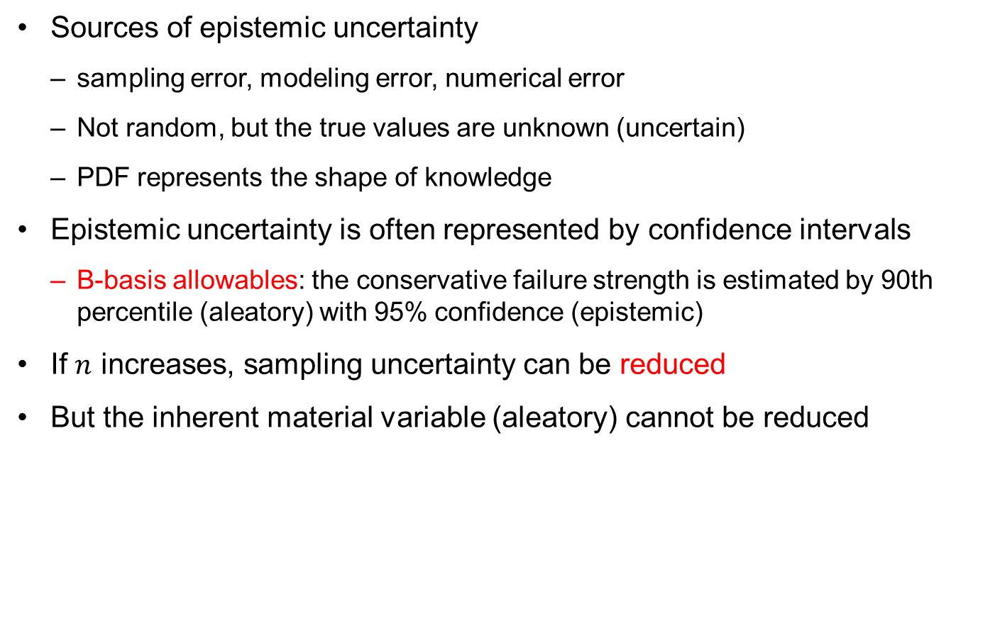 • Sources of epistemic uncertainty
– sampling error, modeling error, numerical error
– Not random, but the true values are unknown (uncertain)
– PDF represents the shape of knowledge
• Epistemic uncertainty is often represented by confidence intervals
– B-basis allowables: the conservative failure strength is estimated by 90th
percentile (aleatory) with 95% confidence (epistemic)
• If 𝑛 increases, sampling uncertainty can be reduced
• But the inherent material variable (aleatory) cannot be reduced